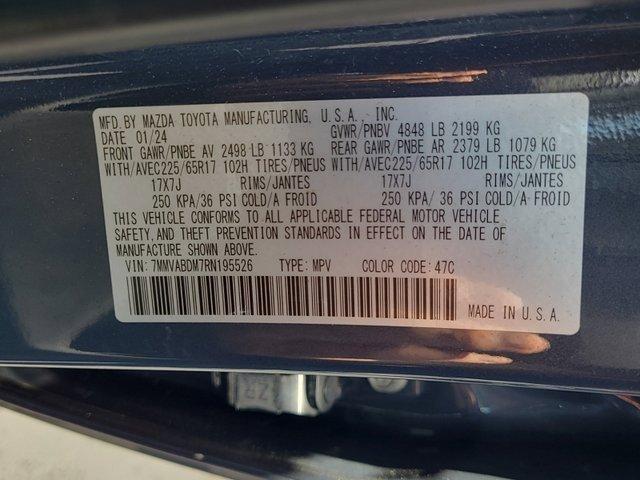 MFD. BY MAZDA TOYOTA MANUFACTURING, U.S.A., INC.
DATE 01/24 GVWR/PNBV 4848 LB 2199 KG
FRONT GAWR/PNBE AV 2498 LB 1133 KG REAR GAWR/PNBE AR 2379 LB 1079 KG
WITH/AVEC225/65R17 102H TIRES/PNEUS WITH/AVEC225/65R17 102H TIRES/PNEUS
17X7J RIMS/JANTES 17X7J RIMS/JANTES
250 KPA/36 PSI COLD/A FROID 250 KPA/ 36 PSI COLD/A FROID
THIS VEHICLE CONFORMS TO ALL APPLICABLE FEDERAL MOTOR VEHICLE
SAFETY, AND THEFT PREVENTION STANDARDS IN EFFECT ON THE DATE OF
MANUFACTURE SHOWN ABOVE.
VIN: 7MMVABDM7RN195526 TYPE: MPV COLOR CODE: 47C
MADE IN U.S.A.